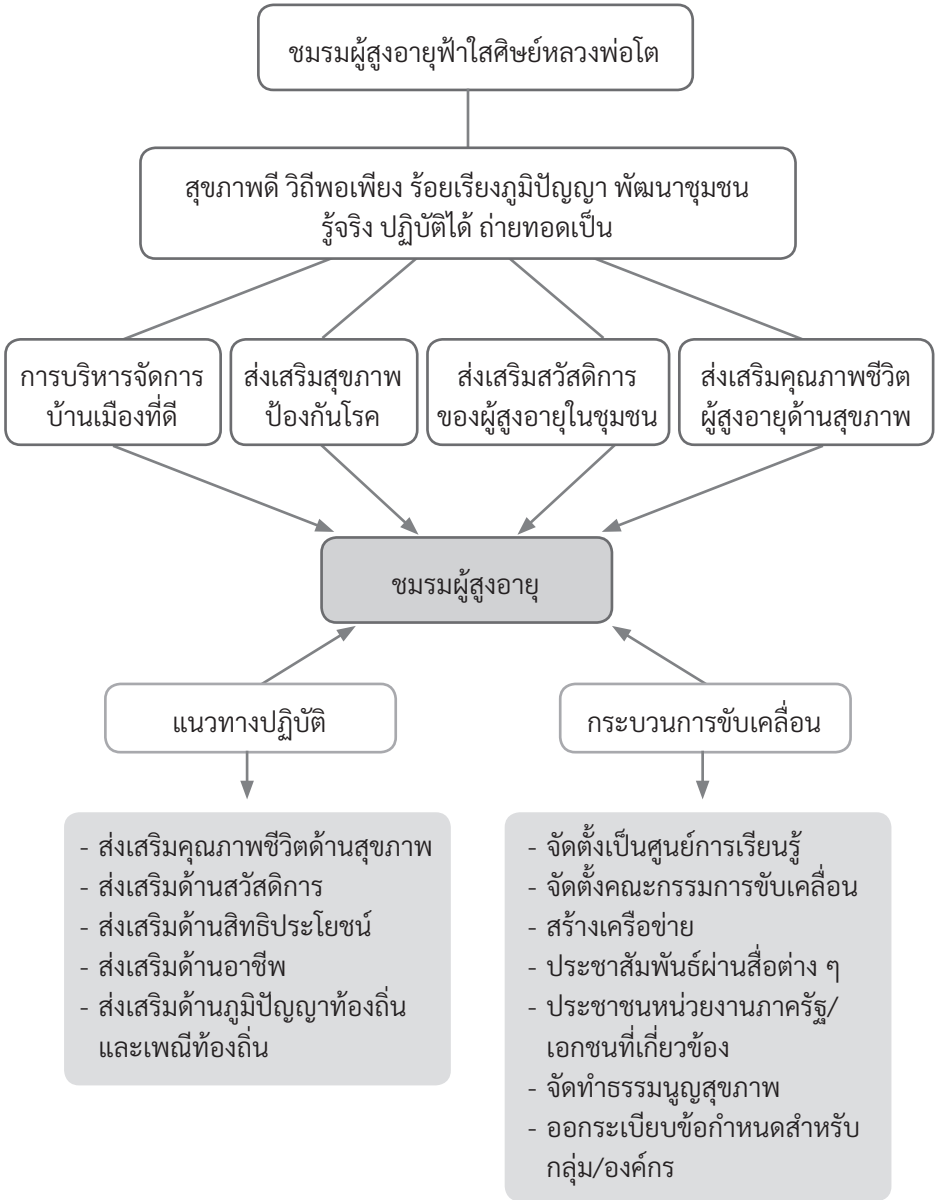 ชมรมผู้สูงอายุฟ้าใสศิษย์หลวงพ่อโต
สุขภาพดี วิถีพอเพียง ร้อยเรียงภูมิปัญญา พัฒนาชุมชน
รู้จริง ปฏิบัติได้ ถ่ายทอดเป็น
การบริหารจัดการ
บ้านเมืองที่ดี
ส่งเสริมสุขภาพ
ป้องกันโรค
ส่งเสริมสวัสดิการ
ของผู้สูงอายุในชุมชน
ส่งเสริมคุณภาพชีวิต
ผู้สูงอายุด้านสุขภาพ
ชมรมผู้สูงอายุ
แนวทางปฏิบัติ
- ส่งเสริมคุณภาพชีวิตด้านสุขภาพ
- ส่งเสริมด้านสวัสดิการ
- ส่งเสริมด้านสิทธิประโยชน์
- ส่งเสริมด้านอาชีพ
- ส่งเสริมด้านภูมิปัญญาท้องถิ่น
และเพณีท้องถิ่น
กระบวนการขับเคลื่อน
- จัดตั้งเป็นศูนย์การเรียนรู้
- จัดตั้งคณะกรรมการขับเคลื่อน
- สร้างเครือข่าย
- ประชาสัมพันธ์ผ่านสื่อต่าง ๆ
- ประชาชนหน่วยงานภาครัฐ/
เอกชนที่เกี่ยวข้อง
- จัดทำธรรมนูญสุขภาพ
- ออกระเบียบข้อกำหนดสำหรับ
กลุ่ม/องค์กร